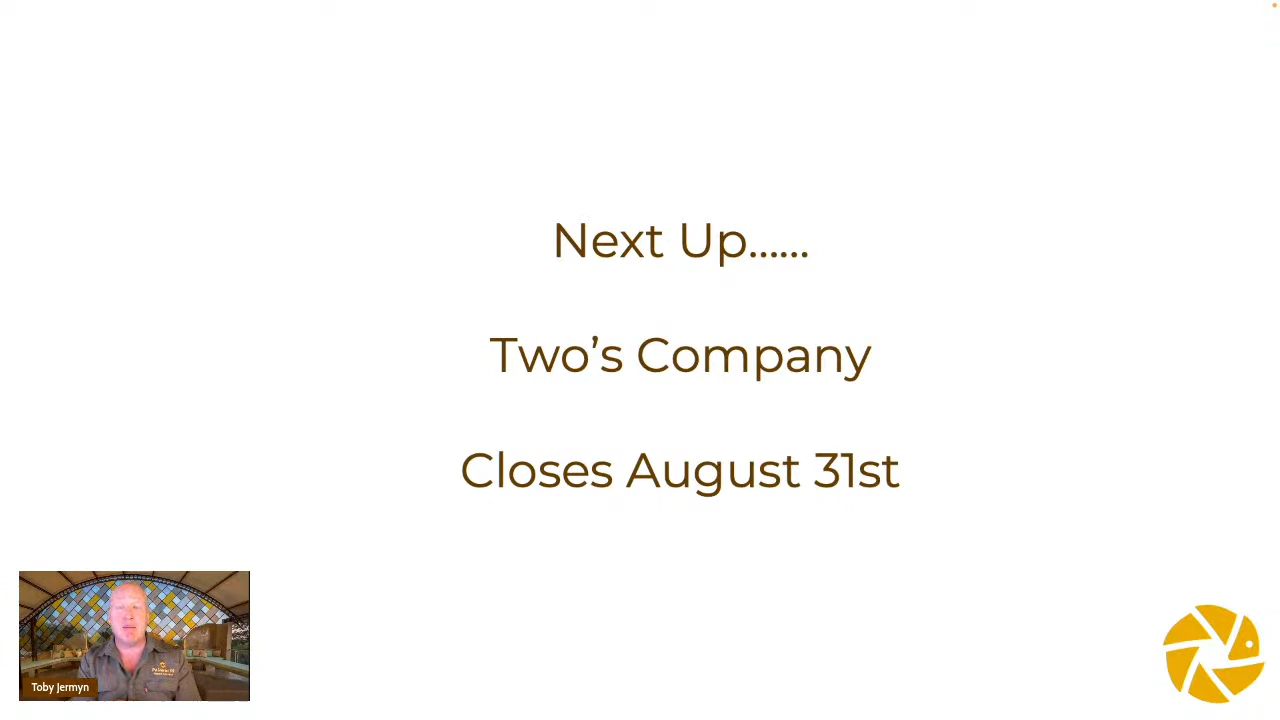 Next Up......
Two’s Company
Closes August 31st
Toby Jermyn